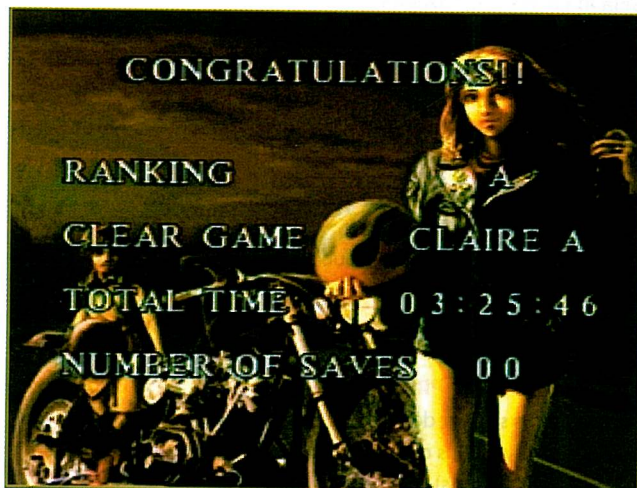 CONGRATULATIONS!!
RANKING A
CLEAR GAME CLAIRE A
TOTAL TIME 03:25:46
NUMBER OF SAVES 00